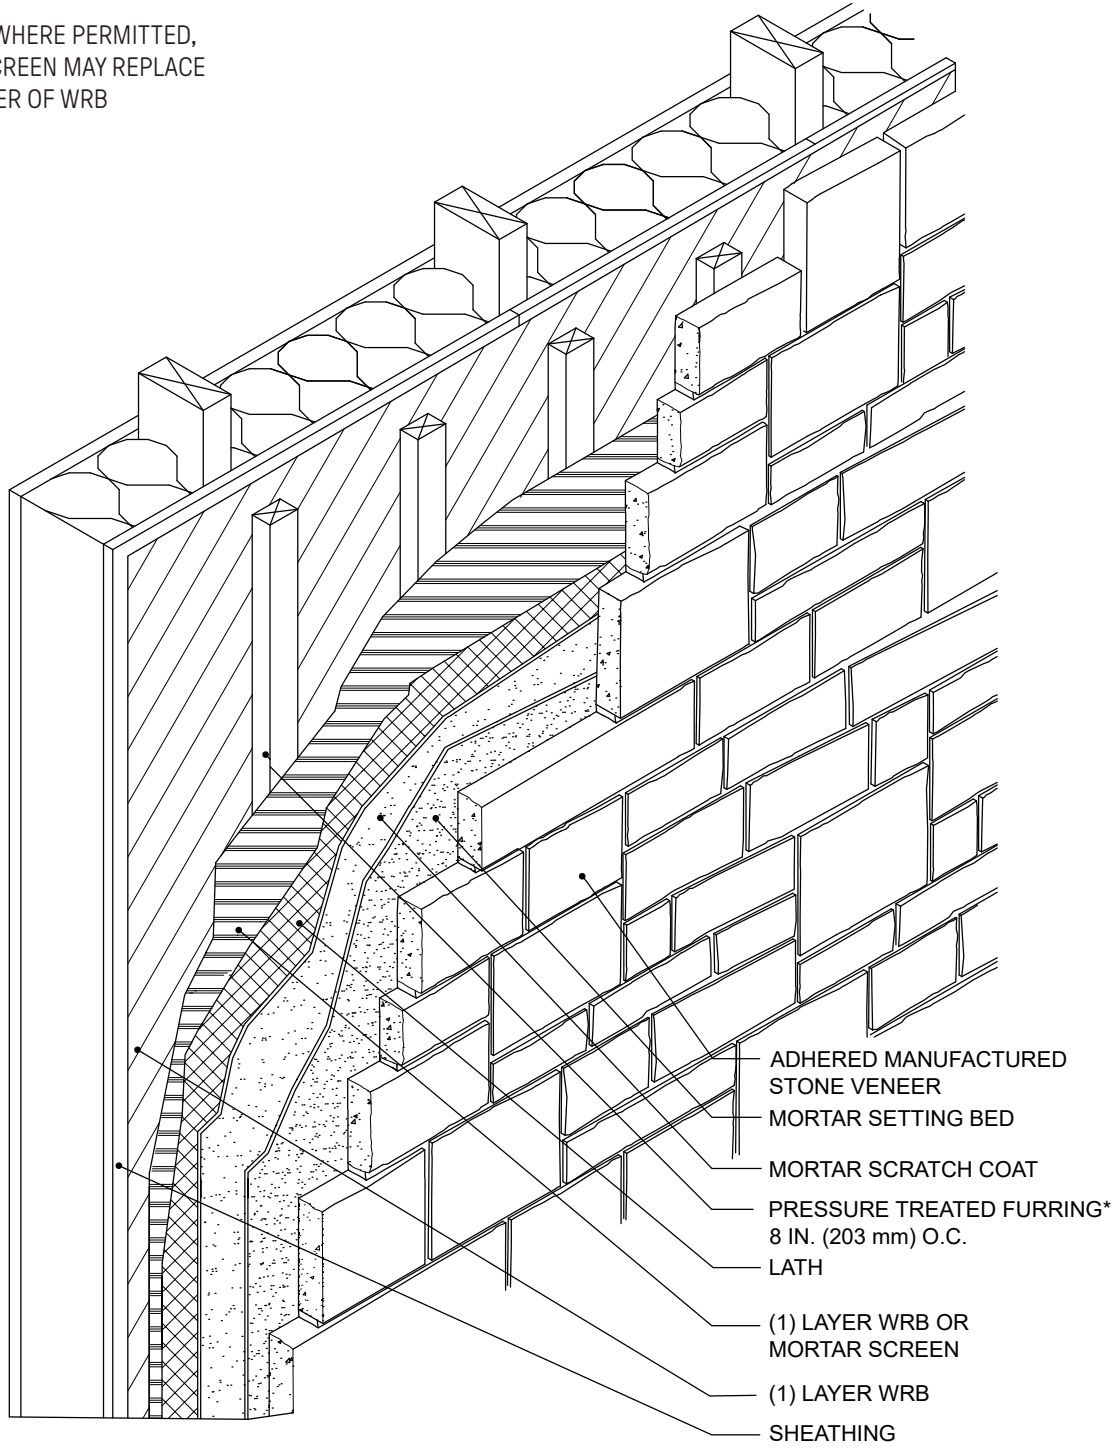 WHERE PERMITTED,
CREEN MAY REPLACE
ER OF WRB
ADHERED MANUFACTURED
STONE VENEER
MORTAR SETTING BED
MORTAR SCRATCH COAT
PRESSURE TREATED FURRING*
8 IN. (203 mm) O.C.
LATH
(1) LAYER WRB OR
MORTAR SCREEN
(1) LAYER WRB
SHEATHING